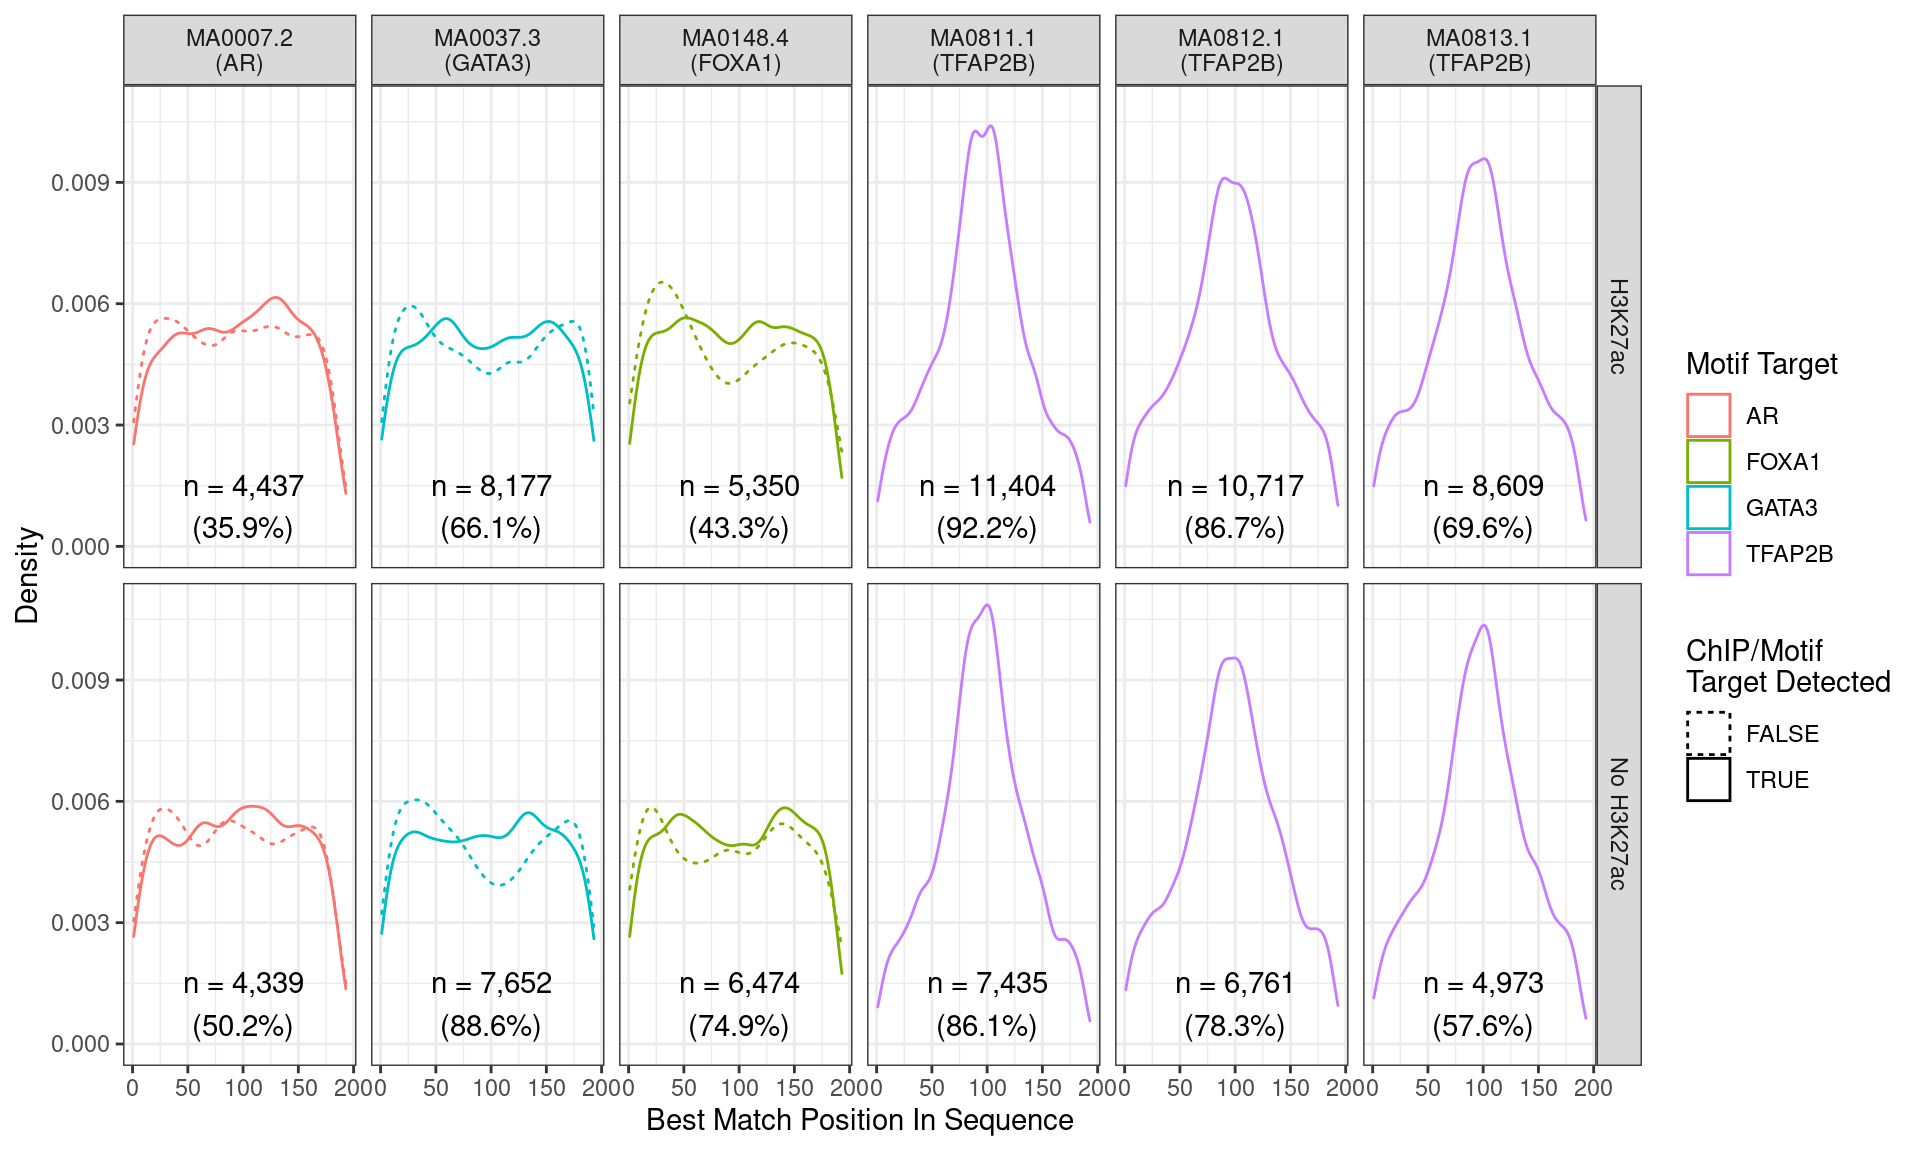 MA0007.2
(AR)
MA0037.3
(GATA3)
MA0148.4
(FOXA1)
MA0811.1
(TFAP2B)
MA0812.1
(TFAP2B)
MA0813.1
(TFAP2B)
Density
0.009
0.006
0.003
0.000
n = 4,437
(35.9%)
n = 8,177
(66.1%)
n = 5,350
(43.3%)
n = 11,404
(92.2%)
n = 10,717
(86.7%)
n = 8,609
(69.6%)
H3K27ac
0.009
0.006
0.003
0.000
n = 4,339
(50.2%)
n = 7,652
(88.6%)
n = 6,474
(74.9%)
n = 7,435
(86.1%)
n = 6,761
(78.3%)
n = 4,973
(57.6%)
No H3K27ac
0 50 100 150 200
0 50 100 150 200
0 50 100 150 200
0 50 100 150 200
0 50 100 150 200
0 50 100 150 200
Best Match Position In Sequence
Motif Target
AR
FOXA1
GATA3
TFAP2B
ChIP/Motif
Target Detected
FALSE
TRUE